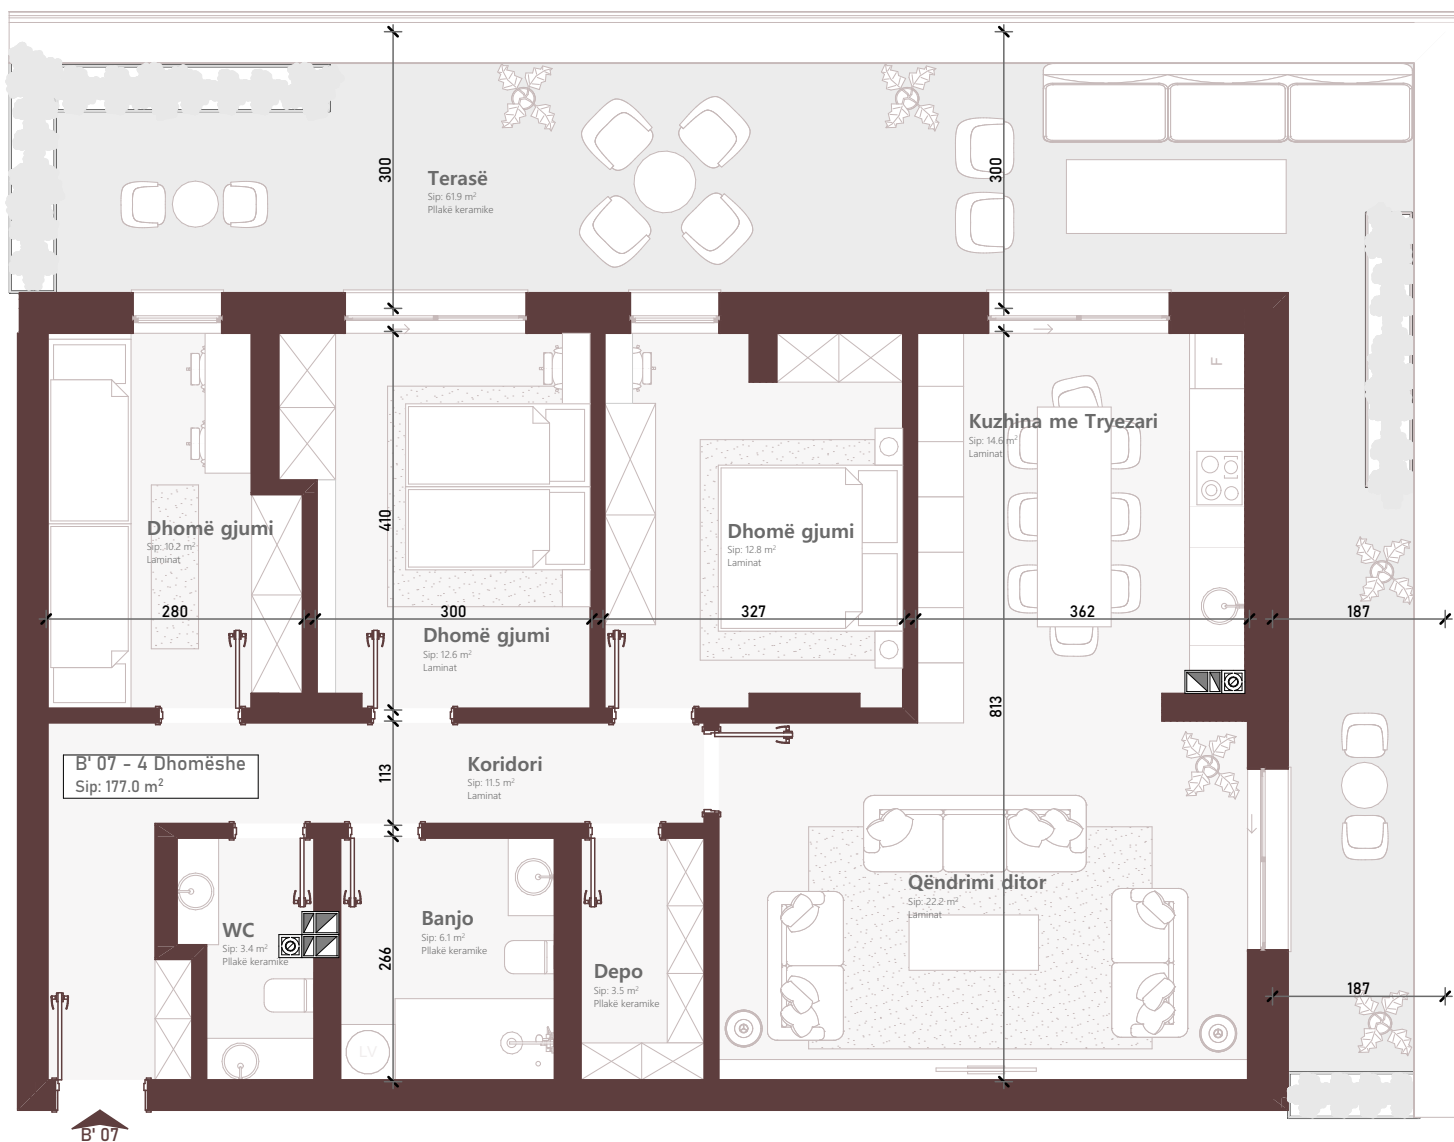 300
300
Terasë
Sip: 61.9 m²
Pllakë keramike
F
Kuzhina me Tryezari
Sip: 14.6 m²
Laminat
410
Dhomë gjumi
Sip: 10.2 m²
Laminat
Dhomë gjumi
Sip: 12.8 m²
Laminat
280
300
327
362
187
Dhomë gjumi
Sip: 12.6 m²
Laminat
813
B' 07 - 4 Dhomëshe
Sip: 177.0 m²
113
Koridori
Sip: 11.5 m²
Laminat
Qëndrimi ditor
Sip: 22.2 m²
Laminat
WC
Sip: 3.4 m²
Pllakë keramike
Banjo
Sip: 6.1 m²
Pllakë keramike
266
Depo
Sip: 3.5 m²
Pllakë keramike
187
LV
B' 07